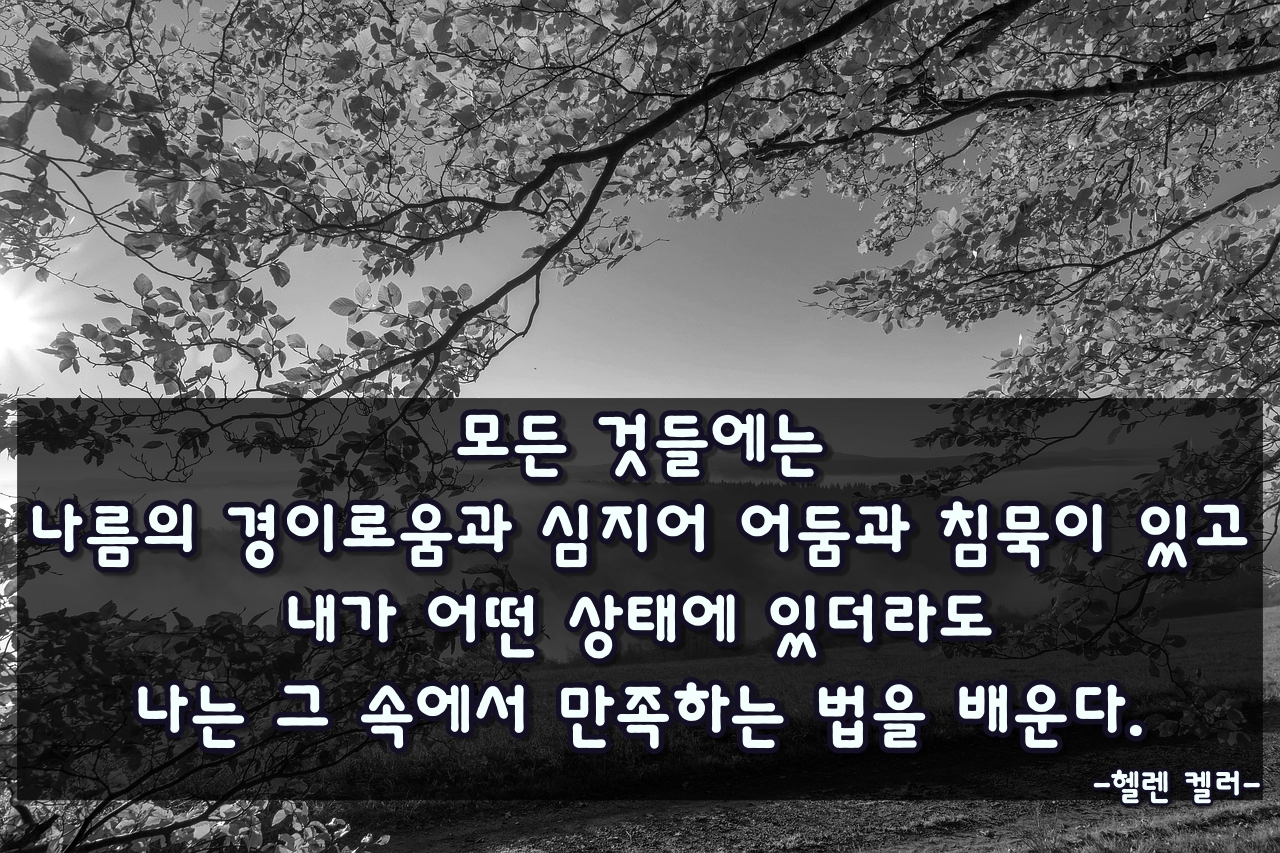 모든 것들에는
나름의 경이로움과 심지어 어둠과 침묵이 있고
내가 어떤 상태에 있더라도
나는 그 속에서 만족하는 법을 배운다.
-헬렌 켈러-